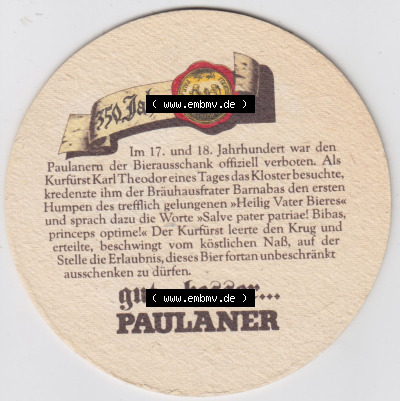 350 Jah
( www.embmv.de )
( www.embmv.de )
Im 17. und 18. Jahrhundert war den
Paulanern der Bierausschank offiziell verboten. Als
Kurfürst Karl Theodor eines Tages das Kloster besuchte,
kredenzte ihm der Bräuhausfrater Barnabas den ersten
Humpen des trefflich gelungenen »Heilig Vater Bieres«
und sprach dazu die Worte »Salve pater patriae! Bibas,
princeps optime!« Der Kurfürst leerte den Krug und
erteilte, beschwingt vom köstlichen Naß, auf der
Stelle die Erlaubnis, dieses Bier fortan unbeschränkt
ausschenken zu dürfen.
( www.embmv.de )
PAULANER